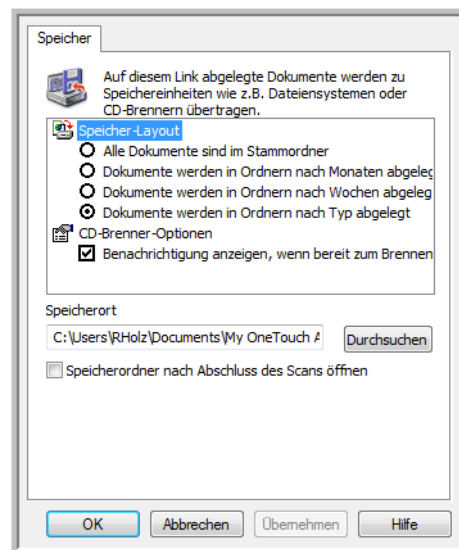 Speicher
Auf diesem Link abgelegte Dokumente werden zu
Speichereinheiten wie z.B. Dateiensystemen oder
CD-Brennern übertragen.
Speicher-Layout
Alle Dokumente sind im Stammordner
Dokumente werden in Ordnern nach Monaten abgeleg
Dokumente werden in Ordnern nach Wochen abgeleg
Dokumente werden in Ordnern nach Typ abgelegt
CD-Brenner-Optionen
Benachrichtigung anzeigen, wenn bereit zum Brennen
Speicherort
C:\Users\RHolz\Documents\My OneTouch A
Durchsuchen
Speicherordner nach Abschluss des Scans öffnen
OK Abbrechen Übernehmen Hilfe